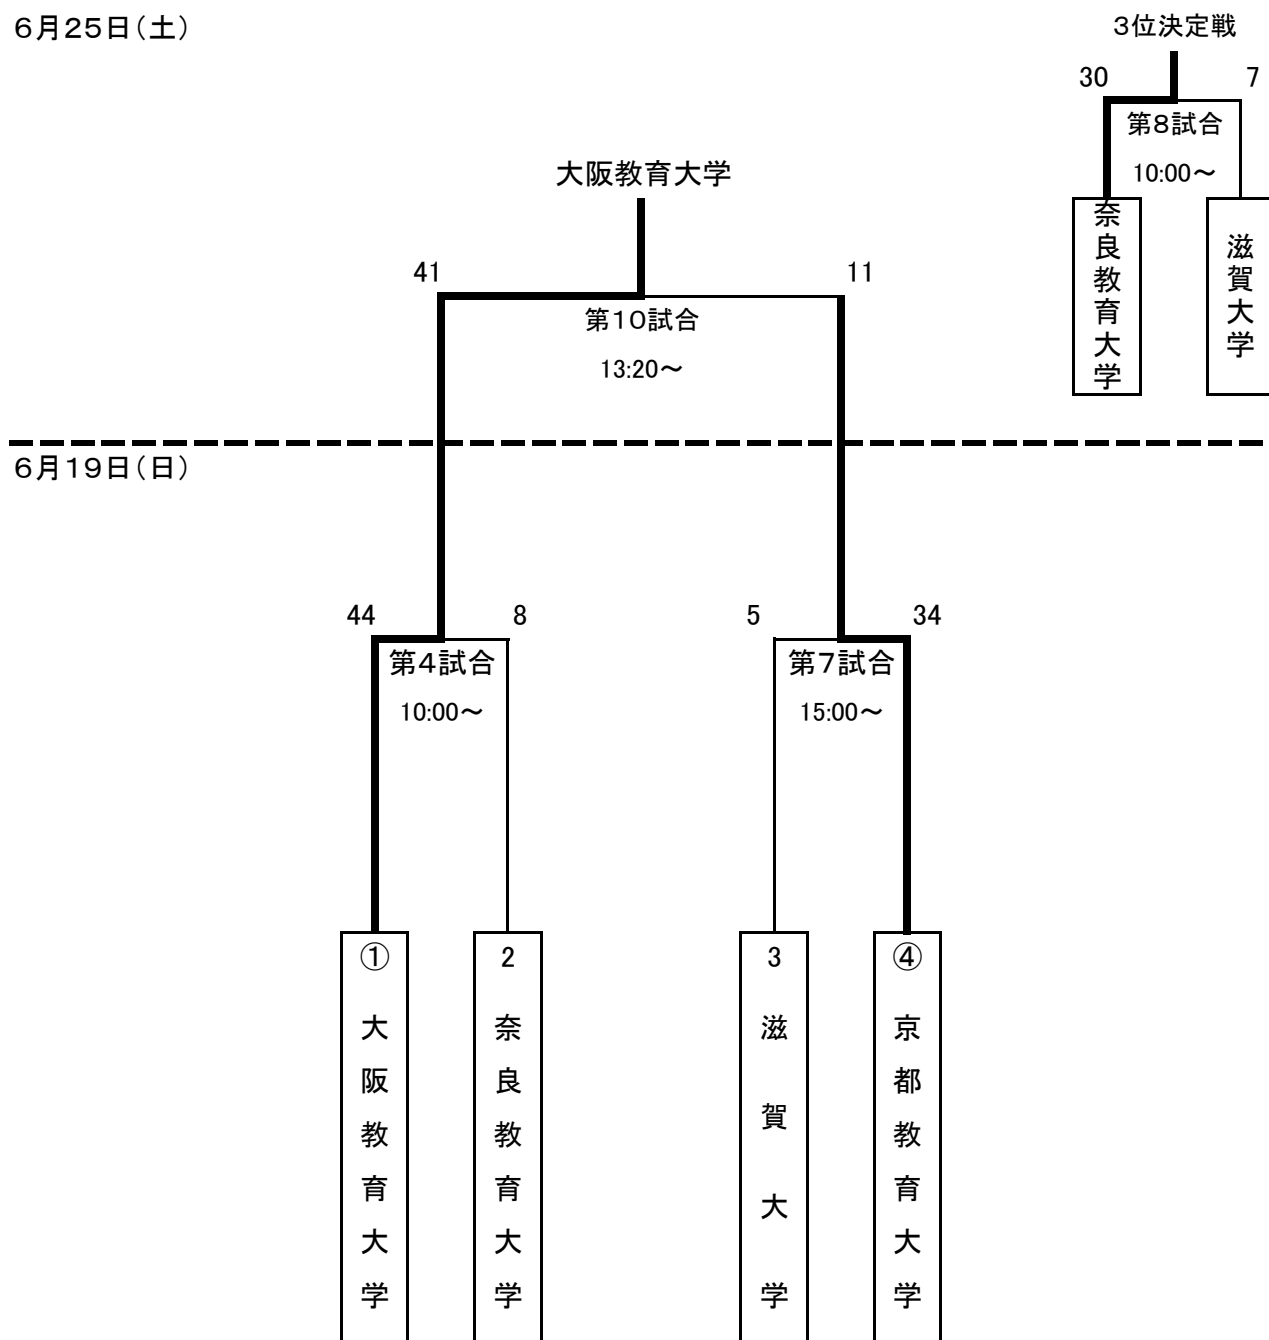 6月25日(土)
3位決定戦
30
7
第8試合
10:00～
奈良教育大学
滋賀大学
大阪教育大学
41
11
第10試合
13:20～
6月19日(日)
44
8
5
34
第4試合
第7試合
10:00～
15:00～
①
2
3
④
大阪教育大学
奈良教育大学
滋賀大学
京都教育大学